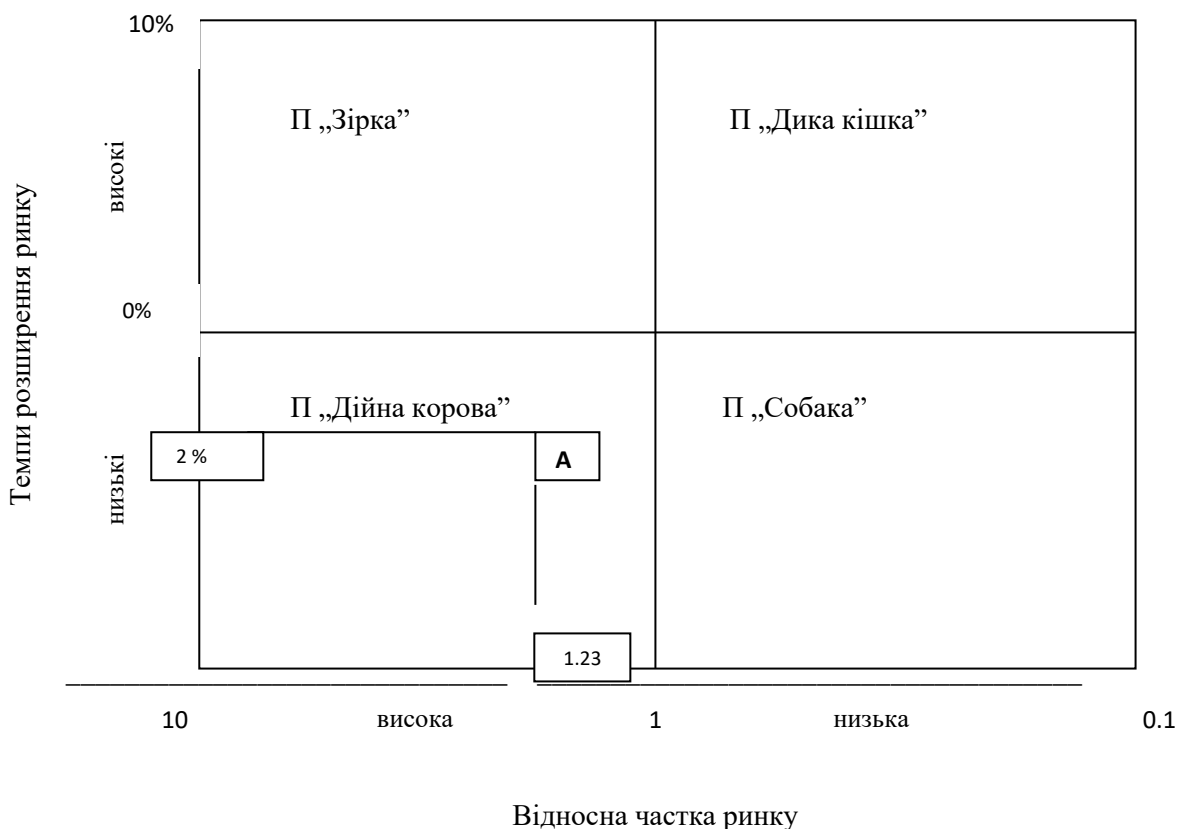 10%
П „Зірка”
П „Дика кішка”
високі
Темпи розширення ринку
0%
П „Дійна корова”
П „Собака”
2 %
А
низькі
1.23
10
висока
1
низька
0.1
Відносна частка ринку